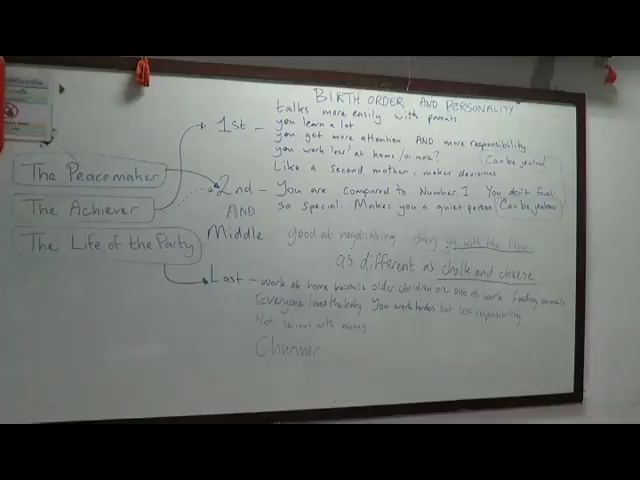 BIRTH ORDER AND PERSONALITY
talks more easily with parents.
1st - you learn a lot
you get more attention AND more responsibility
you work less? at home /or more?
Can be jealous
Like a second mother, makes decisions
The Peacemaker
The Achiever
The Life of the Party
2nd - You are compared to Number 1. You don't feel
AND so special. Makes you a quiet person Can be jealous
Middle good at negotiating they go with the flow
as different as chalk and cheese
Last - work at home because older children are out at work feeding animals
Everyone loves the baby You work harder but less responsibility
Not serious with money
Charmer